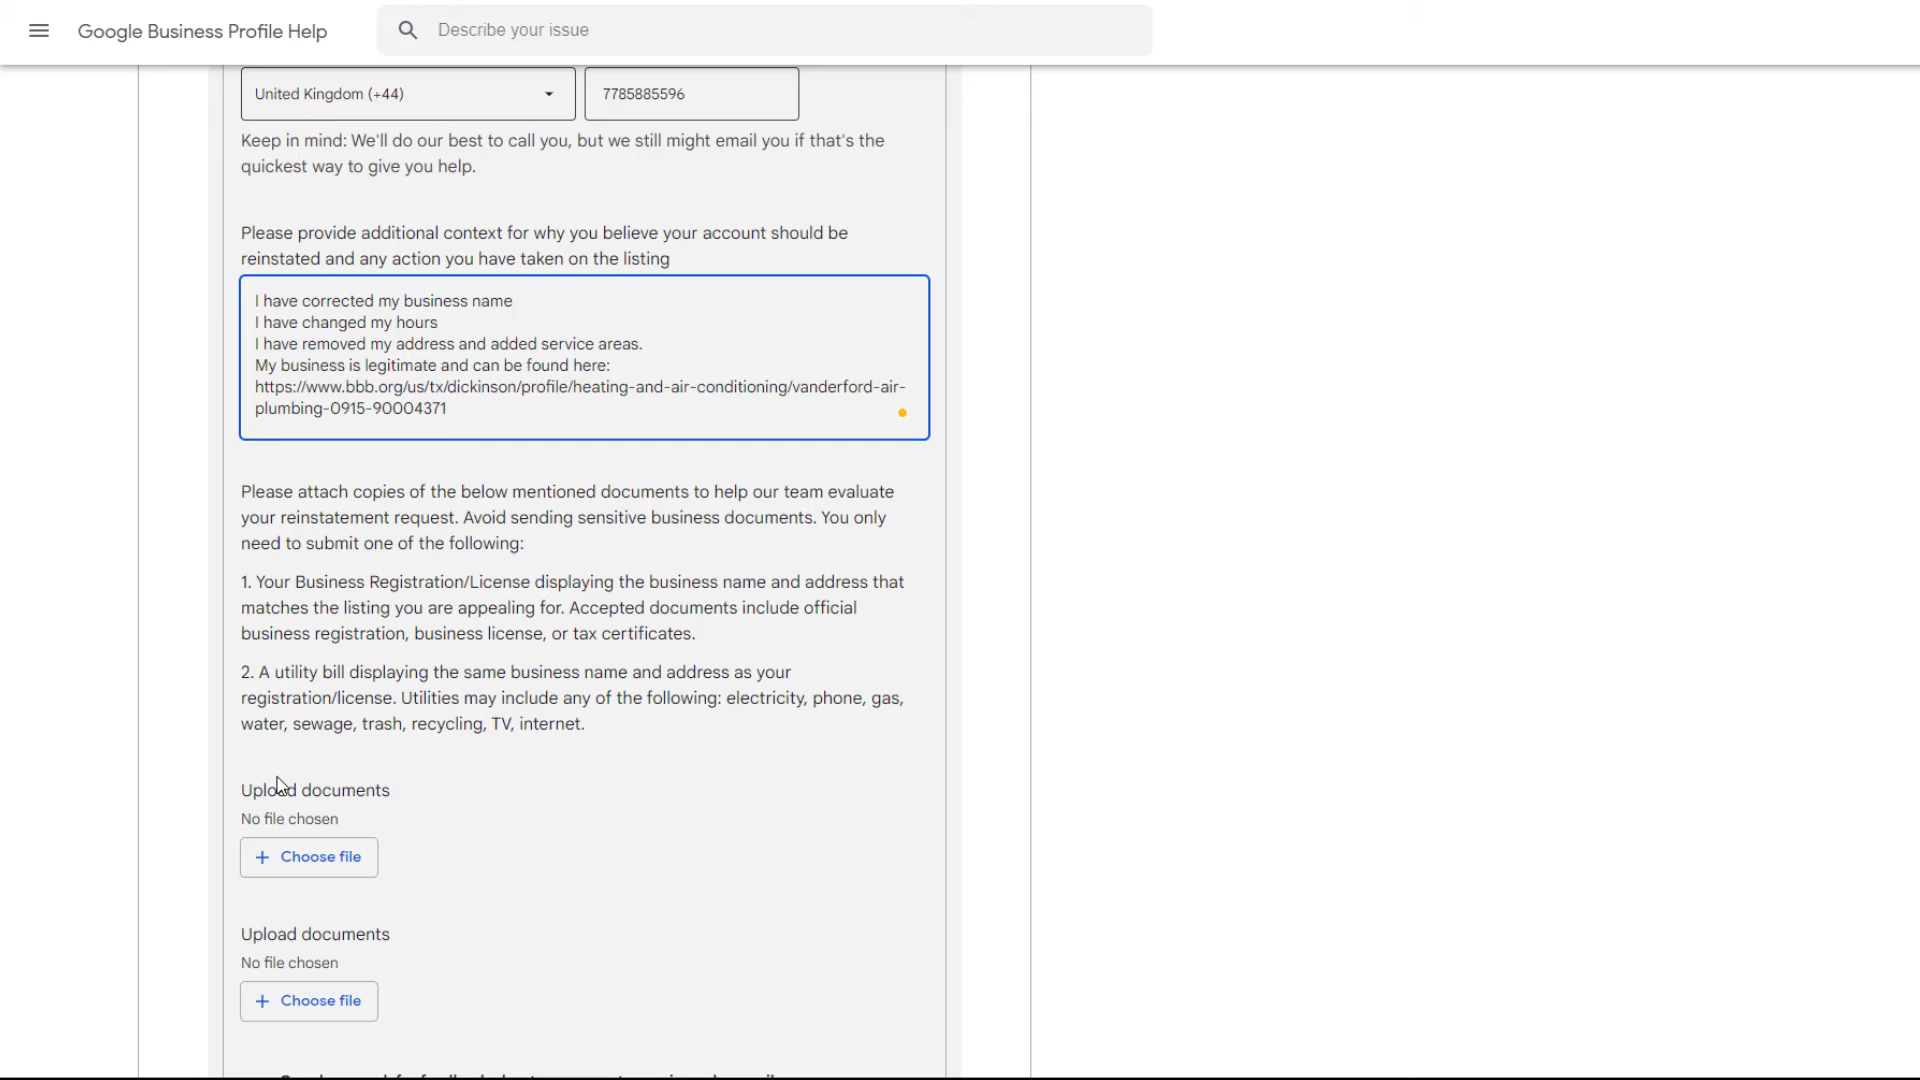 Google Business Profile Help
Describe your issue
United Kingdom (+44)
7785885596
Keep in mind: We'll do our best to call you, but we still might email you if that's the
quickest way to give you help.
Please provide additional context for why you believe your account should be
reinstated and any action you have taken on the listing
I have corrected my business name
I have changed my hours
I have removed my address and added service areas.
My business is legitimate and can be found here:
https://www.bbb.org/us/tx/dickinson/profile/heating-and-air-conditioning/vanderford-air-
plumbing-0915-90004371
Please attach copies of the below mentioned documents to help our team evaluate
your reinstatement request. Avoid sending sensitive business documents. You only
need to submit one of the following:
1. Your Business Registration/License displaying the business name and address that
matches the listing you are appealing for. Accepted documents include official
business registration, business license, or tax certificates.
2. A utility bill displaying the same business name and address as your
registration/license. Utilities may include any of the following: electricity, phone, gas,
water, sewage, trash, recycling, TV, internet.
Upload documents
No file chosen
+ Choose file
Upload documents
No file chosen
+ Choose file